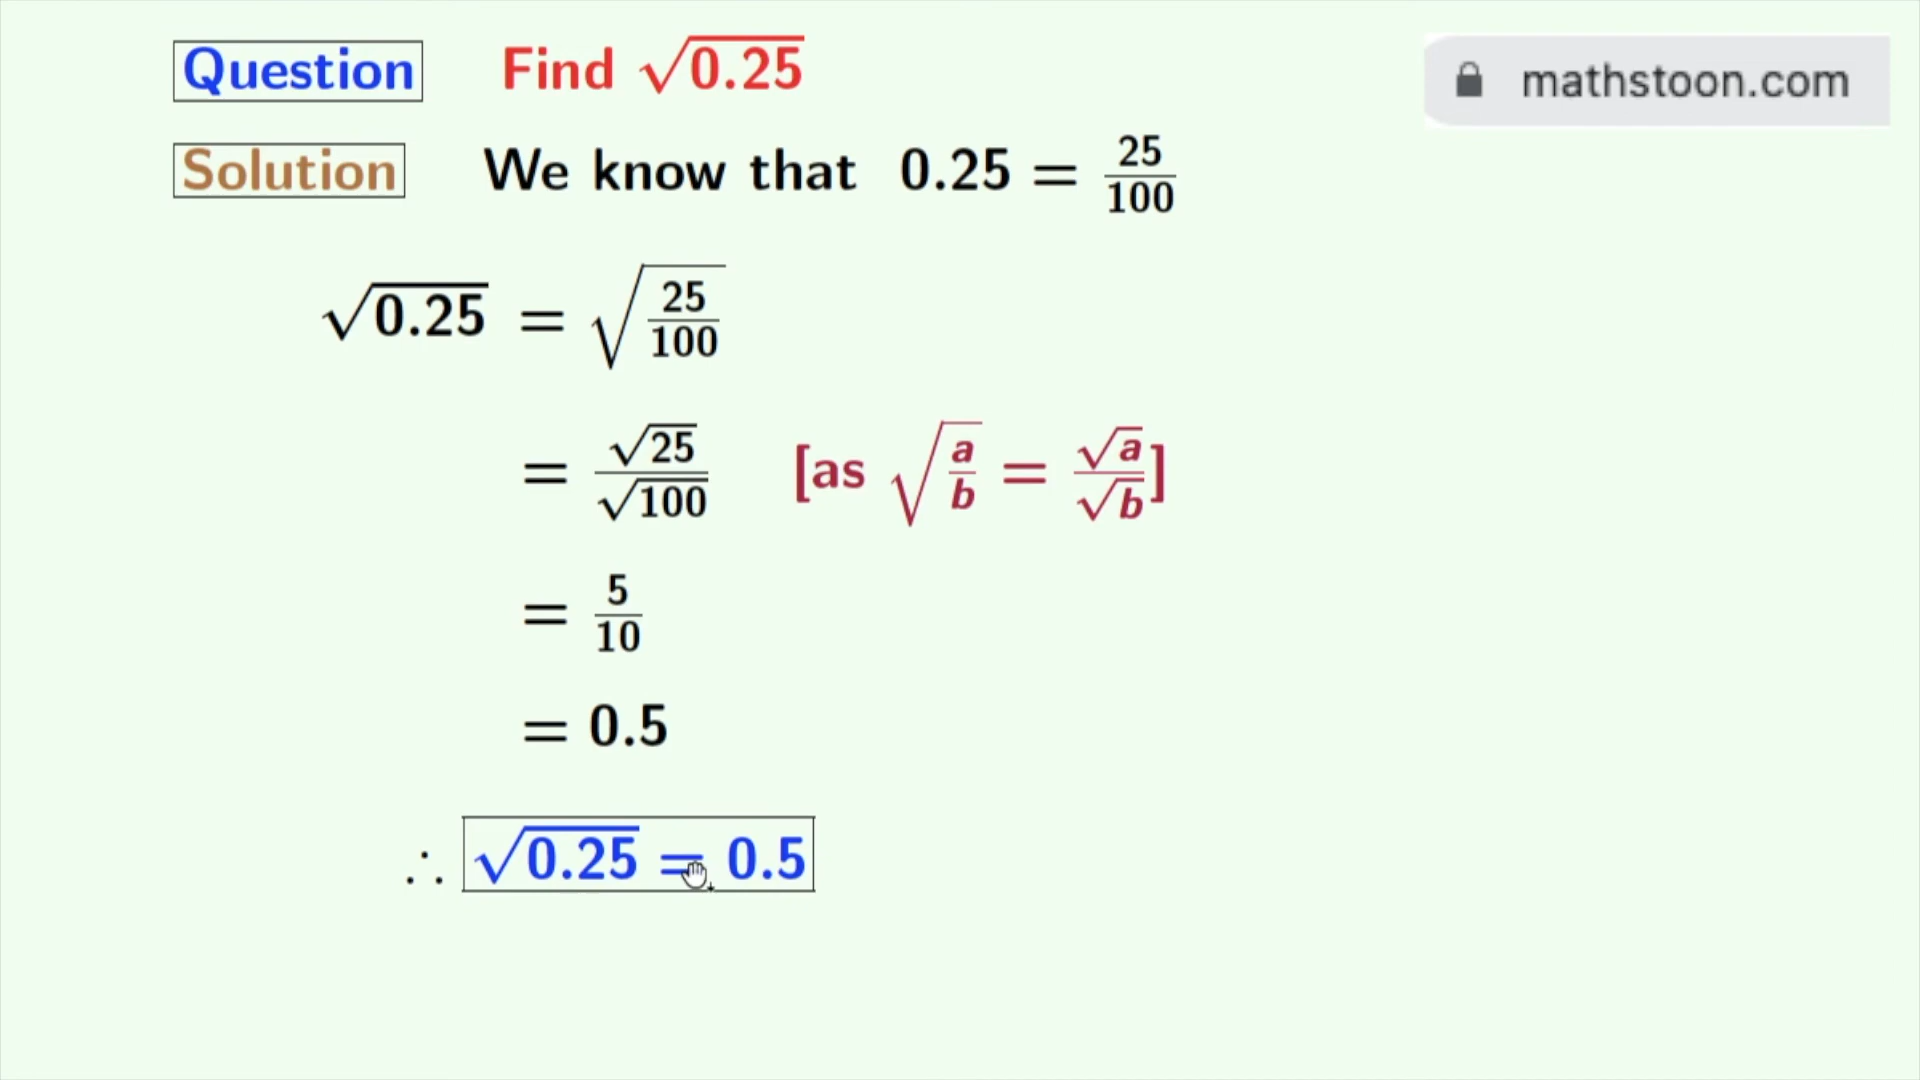 Question Find √0.25
mathstoon.com
Solution We know that 0.25 = 25/100
√0.25 = √(25/100)
= √25/√100 [as √(a/b) = √a/√b]
= 5/10
= 0.5
∴ √0.25 = 0.5